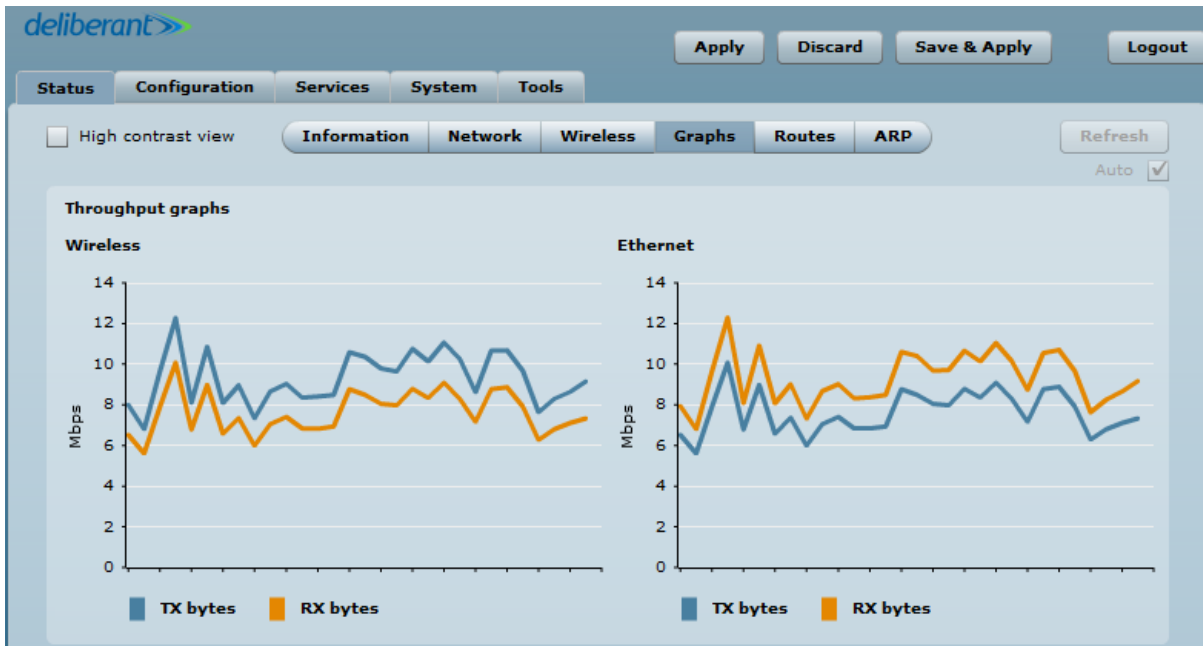 deliberant
Apply Discard Save & Apply Logout
Status Configuration Services System Tools
High contrast view Information Network Wireless Graphs Routes ARP Refresh
Auto
Throughput graphs
Wireless
14
12
10
8
6
4
2
0
Mbps
TX bytes RX bytes
Ethernet
14
12
10
8
6
4
2
0
Mbps
TX bytes RX bytes